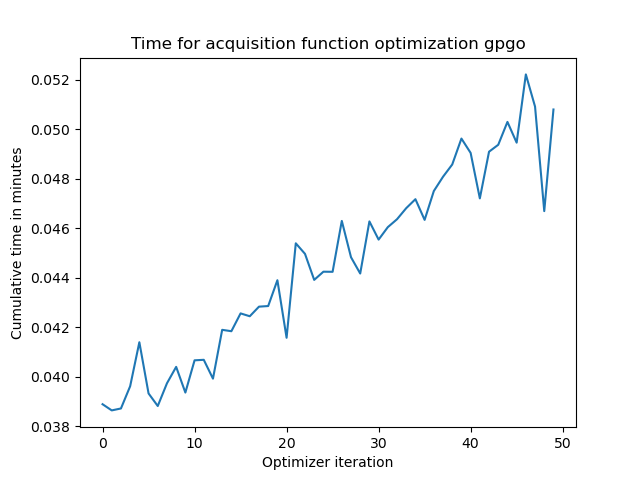 Time for acquisition function optimization gpgo
Cumulative time in minutes
0.052
0.050
0.048
0.046
0.044
0.042
0.040
0.038
0 10 20 30 40 50
Optimizer iteration